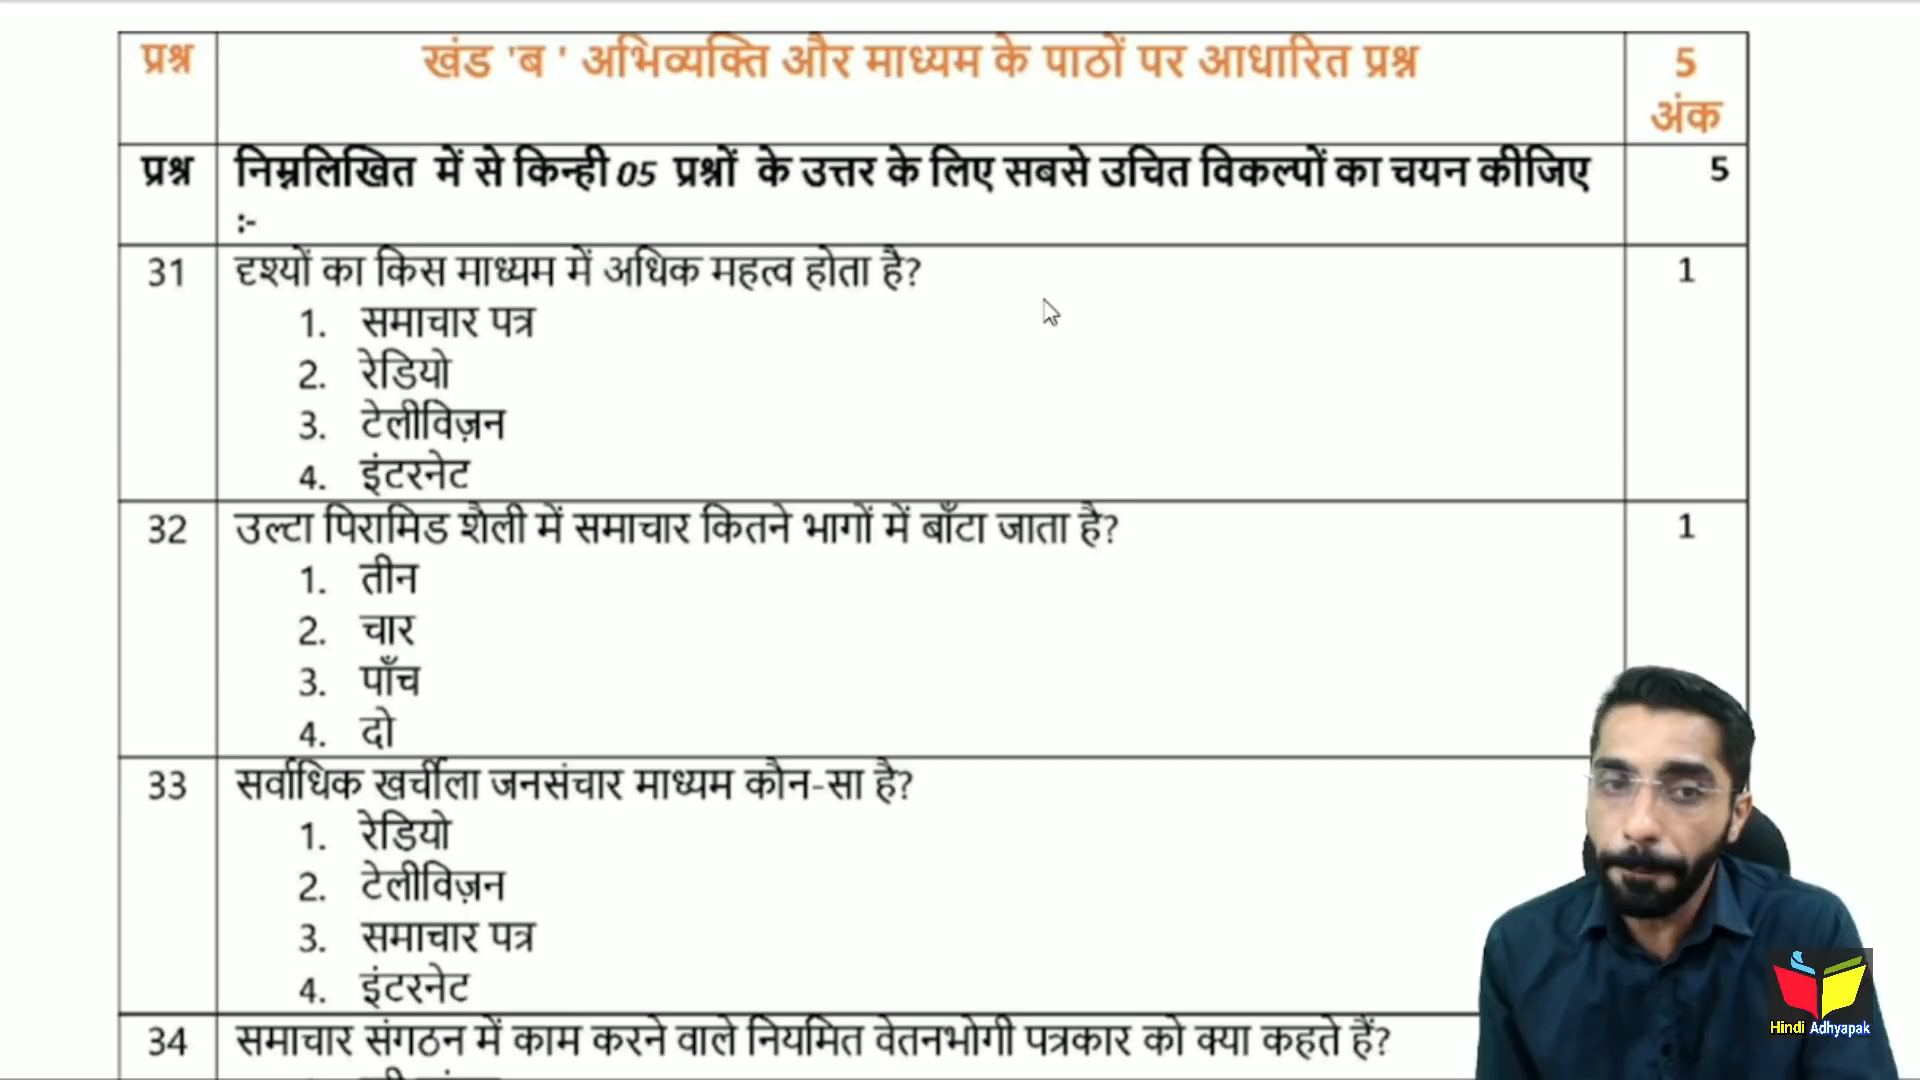 प्रश्न खंड 'ब ' अभिव्यक्ति और माध्यम के पाठों पर आधारित प्रश्न 5
अंक
प्रश्न निम्नलिखित में से किन्ही 05 प्रश्नों के उत्तर के लिए सबसे उचित विकल्पों का चयन कीजिए 5
:-
31 दृश्यों का किस माध्यम में अधिक महत्व होता है? 1
1. समाचार पत्र
2. रेडियो
3. टेलीविज़न
4. इंटरनेट
32 उल्टा पिरामिड शैली में समाचार कितने भागों में बाँटा जाता है? 1
1. तीन
2. चार
3. पाँच
4. दो
33 सर्वाधिक खर्चीला जनसंचार माध्यम कौन-सा है?
1. रेडियो
2. टेलीविज़न
3. समाचार पत्र
4. इंटरनेट
34 समाचार संगठन में काम करने वाले नियमित वेतनभोगी पत्रकार को क्या कहते हैं?
Hindi Adhyapak